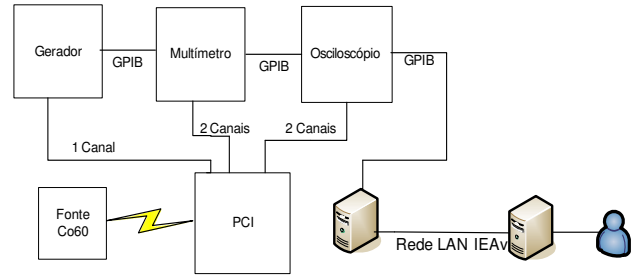 Gerador
GPIB
Multímetro
GPIB
Osciloscópio
GPIB
1 Canal
2 Canais
2 Canais
Fonte
Co60
PCI
Rede LAN IEAv